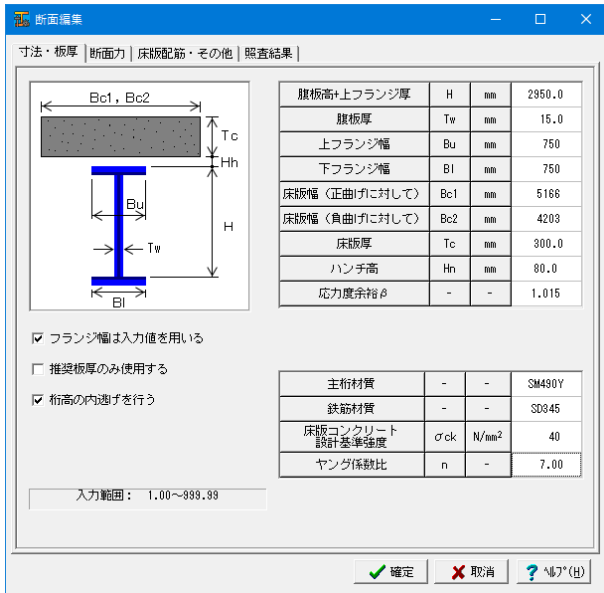 断面編集
寸法・板厚 断面力 床版配筋・その他 照査結果
Bc1, Bc2
Tc
Hh
Bu
H
Tw
Bl
腹板高+上フランジ厚 H mm 2950.0
腹板厚 Tw mm 15.0
上フランジ幅 Bu mm 750
下フランジ幅 Bl mm 750
床版幅（正曲げに対して） Bc1 mm 5166
床版幅（負曲げに対して） Bc2 mm 4203
床版厚 Tc mm 300.0
ハンチ高 Hn mm 80.0
応力度余裕β - - 1.015
フランジ幅は入力値を用いる
推奨板厚のみ使用する
桁高の内逃げを行う
主桁材質 - - SM490Y
鉄筋材質 - - SD345
床版コンクリート
設計基準強度 σck N/mm² 40
ヤング係数比 n - 7.00
入力範囲： 1.00～999.99
確定 取消 ﾍﾙﾌﾟ(H)